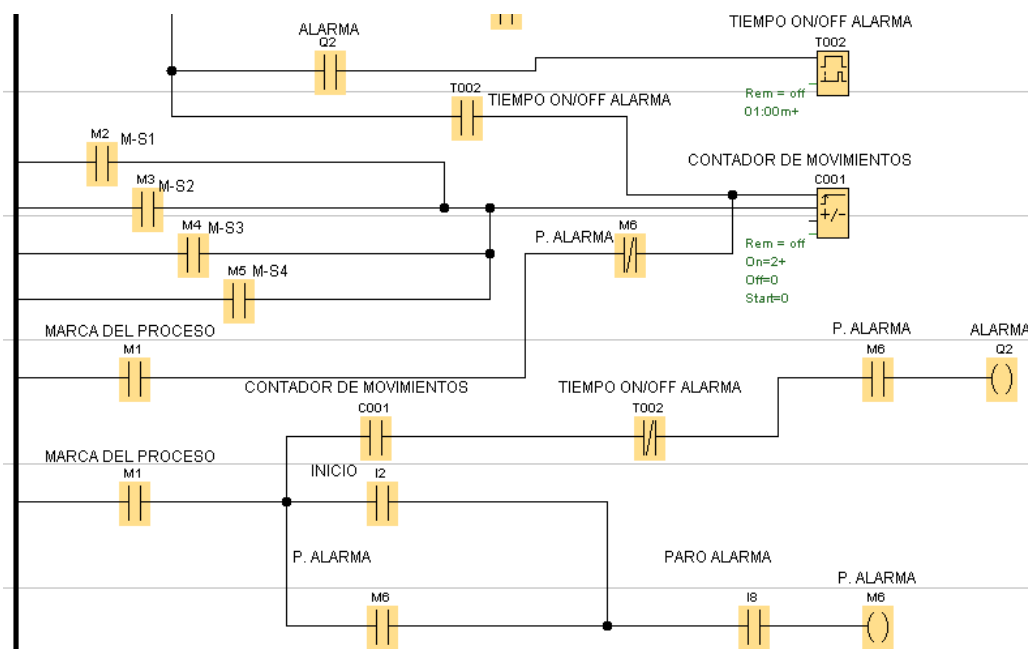 TIEMPO ON/OFF ALARMA
ALARMA
Q2
T002
Rem = off
01:00m+
T002
TIEMPO ON/OFF ALARMA
M2 M-S1
CONTADOR DE MOVIMIENTOS
M3 M-S2
C001
+/-
M4 M-S3
P. ALARMA M6
Rem = off
On=2+
Off=0
Start=0
M5 M-S4
MARCA DEL PROCESO
M1
P. ALARMA
M6
ALARMA
Q2
CONTADOR DE MOVIMIENTOS
C001
TIEMPO ON/OFF ALARMA
T002
MARCA DEL PROCESO
M1
INICIO I2
P. ALARMA
M6
PARO ALARMA
I8
P. ALARMA
M6